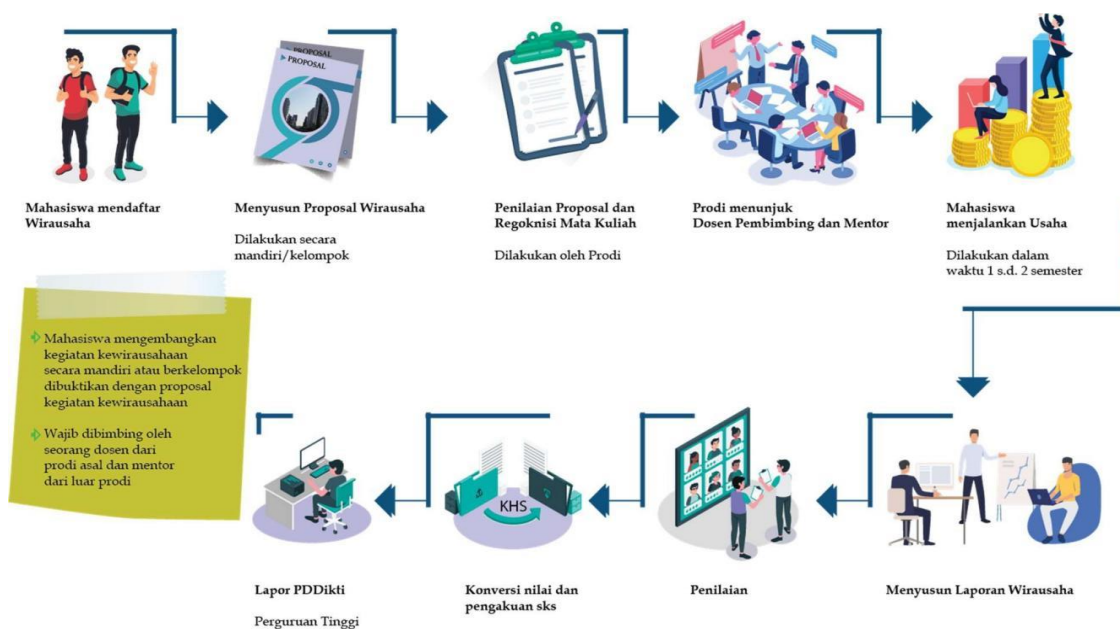 PROPOSAL
PROPOSAL
Mahasiswa mendaftar
Wirausaha
Menyusun Proposal Wirausaha
Dilakukan secara
mandiri/kelompok
Penilaian Proposal dan
Regoknisi Mata Kuliah
Dilakukan oleh Prodi
Prodi menunjuk
Dosen Pembimbing dan Mentor
Mahasiswa
menjalankan Usaha
Dilakukan dalam
waktu 1 s.d. 2 semester
Mahasiswa mengembangkan
kegiatan kewirausahaan
secara mandiri atau berkelompok
dibuktikan dengan proposal
kegiatan kewirausahaan
Wajib dibimbing oleh
seorang dosen dari
prodi asal dan mentor
dari luar prodi
KHS
Lapor PDDikti
Perguruan Tinggi
Konversi nilai dan
pengakuan sks
Penilaian
Menyusun Laporan Wirausaha